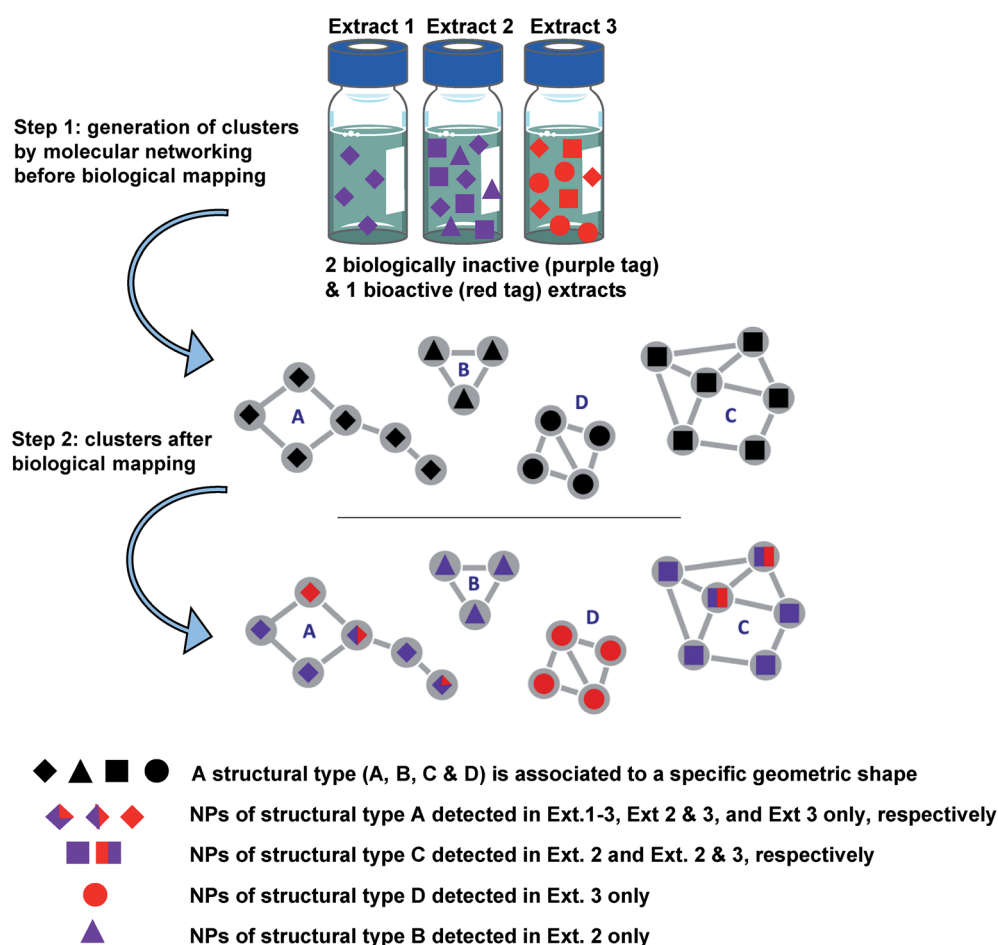 Extract 1 Extract 2 Extract 3
Step 1: generation of clusters
by molecular networking
before biological mapping
2 biologically inactive (purple tag)
& 1 bioactive (red tag) extracts
A
B
D
C
Step 2: clusters after
biological mapping
A
B
D
C
A structural type (A, B, C & D) is associated to a specific geometric shape
NPs of structural type A detected in Ext.1-3, Ext 2 & 3, and Ext 3 only, respectively
NPs of structural type C detected in Ext. 2 and Ext. 2 & 3, respectively
NPs of structural type D detected in Ext. 3 only
NPs of structural type B detected in Ext. 2 only